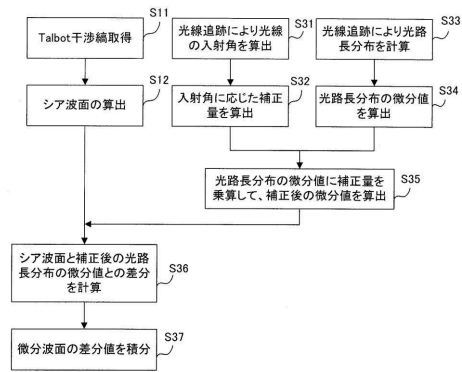 S11
Talbot干渉縞取得
S12
シア波面の算出
S31
光線追跡により光線
の入射角を算出
S32
入射角に応じた補正
量を算出
S33
光線追跡により光路
長分布を計算
S34
光路長分布の微分値
を算出
S35
光路長分布の微分値に補正量を
乗算して、補正後の微分値を算出
S36
シア波面と補正後の光路
長分布の微分値との差分
を計算
S37
微分波面の差分値を積分